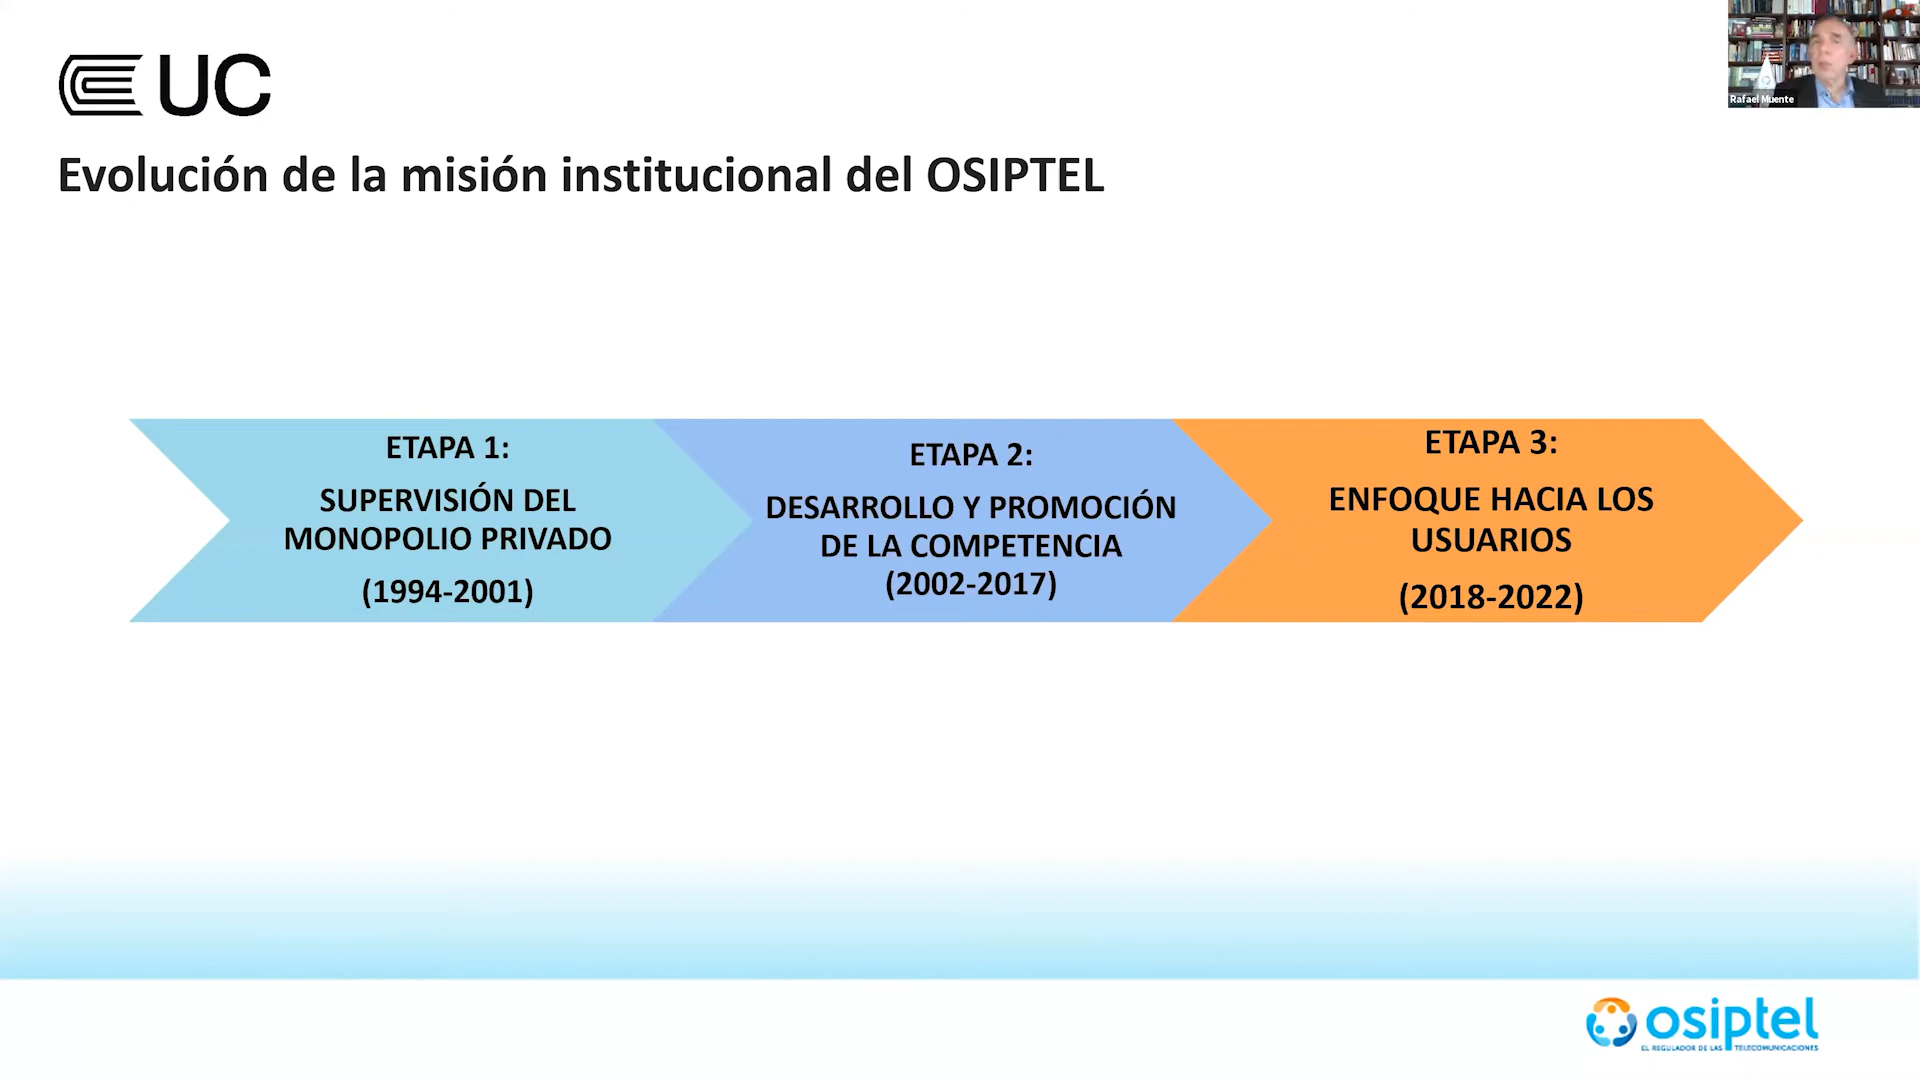 UC
Rafael Muente
Evolución de la misión institucional del OSIPTEL
ETAPA 1:
SUPERVISIÓN DEL
MONOPOLIO PRIVADO
(1994-2001)
ETAPA 2:
DESARROLLO Y PROMOCIÓN
DE LA COMPETENCIA
(2002-2017)
ETAPA 3:
ENFOQUE HACIA LOS
USUARIOS
(2018-2022)
osiptel
EL REGULADOR DE LAS TELECOMUNICACIONES